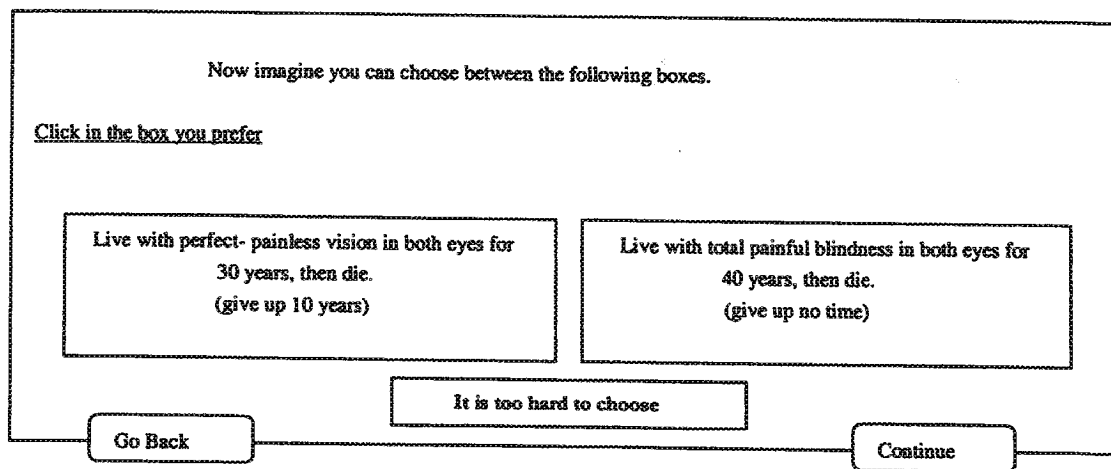 Now imagine you can choose between the following boxes.
Click in the box you prefer
Live with perfect- painless vision in both eyes for
30 years, then die.
(give up 10 years)
Live with total painful blindness in both eyes for
40 years, then die.
(give up no time)
It is too hard to choose
Go Back
Continue